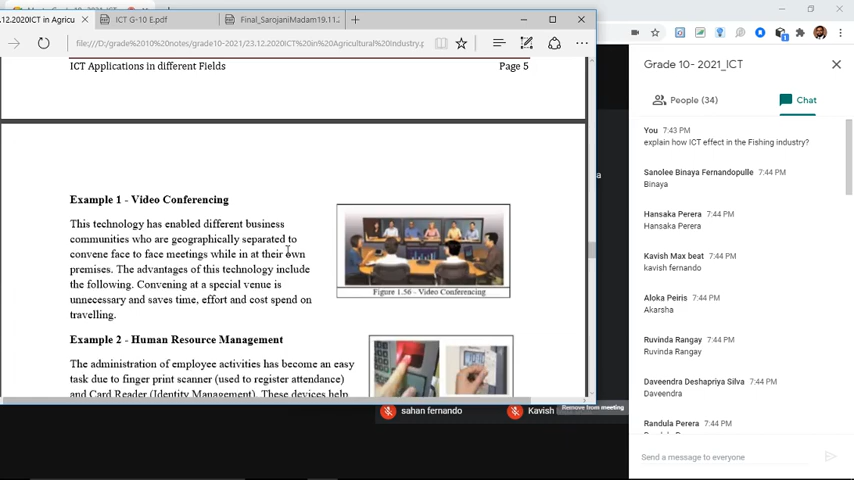 .12.2020ICT in Agricu
ICT G-10 E.pdf
Final_SarojaniMadam19.11.2
file:///D:/grade%2010%20notes/grade10-2021/23.12.2020ICT%20in%20Agricultural%20Industry.p
ICT Applications in different Fields
Page 5
Example 1 - Video Conferencing
This technology has enabled different business
communities who are geographically separated to
convene face to face meetings while in at their own
premises. The advantages of this technology include
the following. Convening at a special venue is
unnecessary and saves time, effort and cost spend on
travelling.
Figure 1.56 - Video Conferencing
Example 2 - Human Resource Management
The administration of employee activities has become an easy
task due to finger print scanner (used to register attendance)
and Card Reader (Identity Management). These devices help
sahan fernando
Kavish
Remove from meeting
Grade 10- 2021_ICT
People (34)
Chat
You 7:43 PM
explain how ICT effect in the Fishing industry?
Sanolee Binaya Fernandopulle 7:44 PM
Binaya
Hansaka Perera 7:44 PM
Hansaka Perera
Kavish Max beat 7:44 PM
kavish fernando
Aloka Peiris 7:44 PM
Akarsha
Ruvinda Rangay 7:44 PM
Ruvinda Rangay
Daveendra Deshapriya Silva 7:44 PM
Daveendra
Randula Perera 7:44 PM
Send a message to everyone